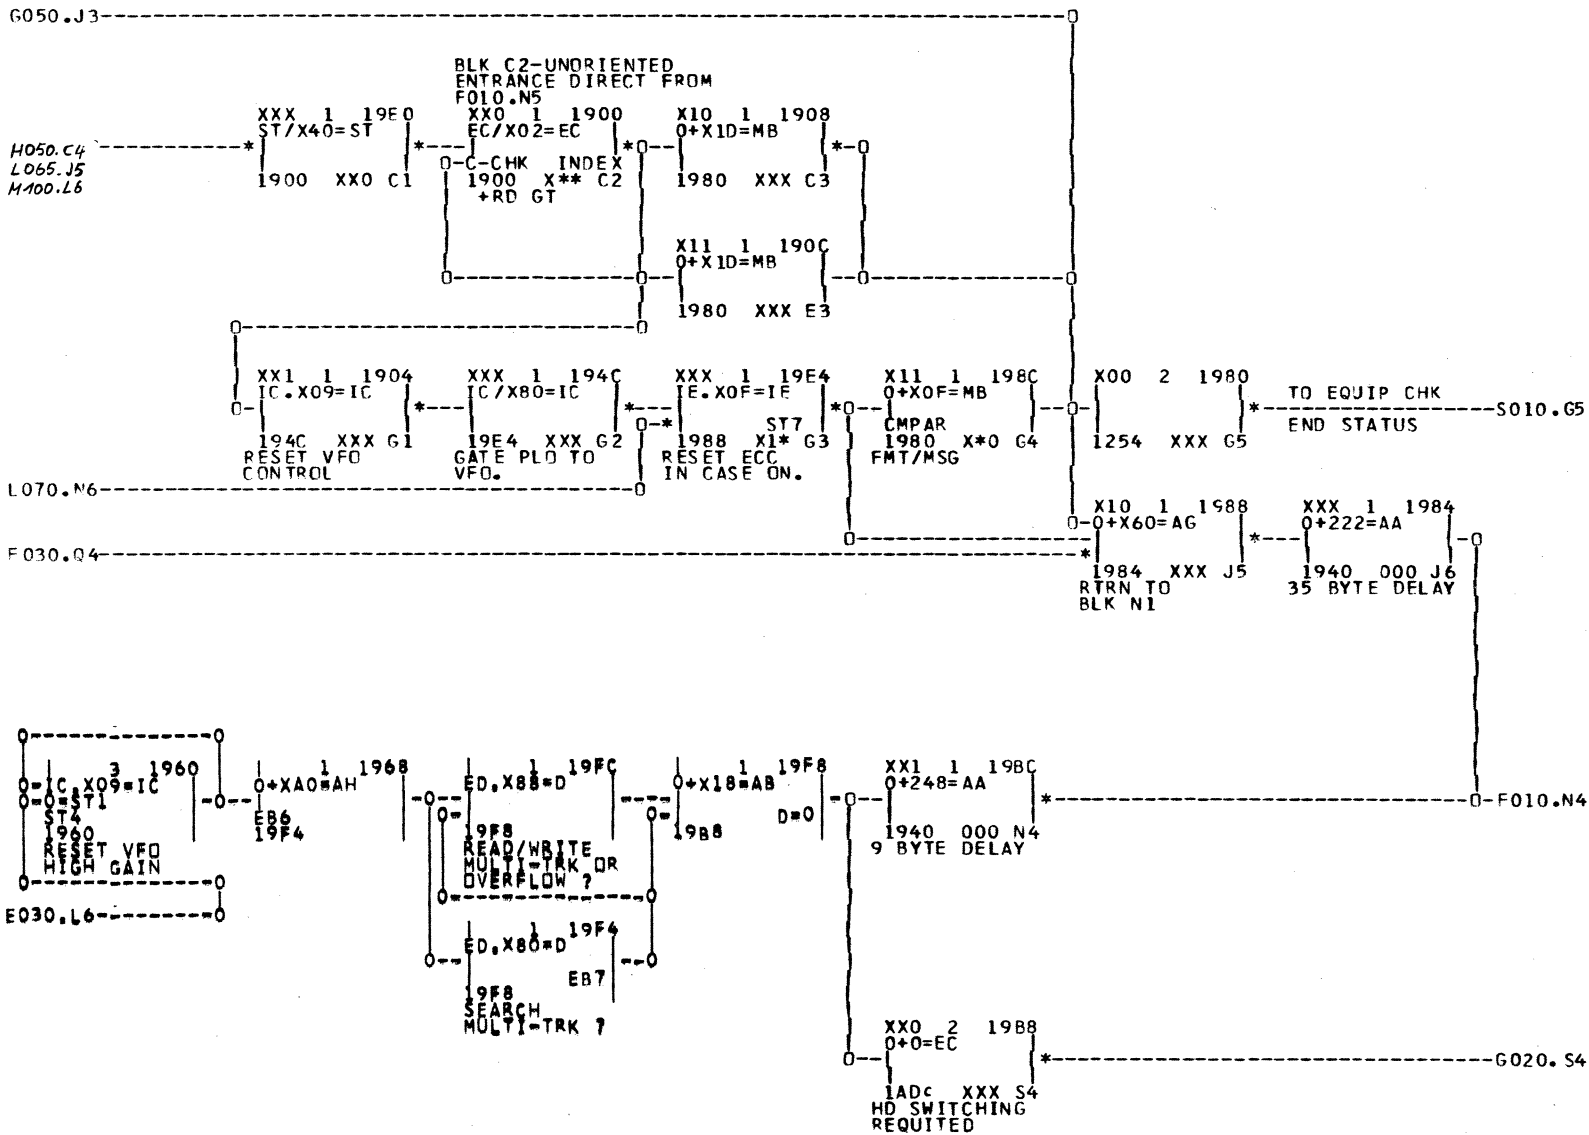 G050.J3
BLK C2-UNORIENTED
ENTRANCE DIRECT FROM
F010.N5
XXX 1 19E0
ST/X40=ST
XX0 1 1900
EC/X02=EC
X10 1 1908
0+X1D=MB
H050.C4
L065.J5
M100.L6
C-CHK INDEX
1900 XX0 C1
1900 X** C2
+RD GT
1980 XXX C3
X11 1 190C
0+X1D=MB
1980 XXX E3
XX1 1 1904
IC.X09=IC
XXX 1 194C
IC/X80=IC
XXX 1 19E4
IE.X0F=IE
X11 1 198C
0+X0F=MB
X00 2 1980
TO EQUIP CHK
S010.G5
END STATUS
194C XXX G1
RESET VFO
CONTROL
19E4 XXX G2
GATE PLO TO
VFO.
ST7
1988 X1* G3
RESET ECC
IN CASE ON.
CMPAR
1980 X*0 G4
FMT/MSG
1254 XXX G5
L070.N6
X10 1 1988
0+X60=AG
XXX 1 1984
0+222=AA
F030.Q4
1984 XXX J5
RTRN TO
BLK N1
1940 000 J6
35 BYTE DELAY
3 1960
IC.X09=IC
0=ST1
ST4
1960
RESET VFO
HIGH GAIN
1 1968
0+XA0=AH
EB6
19F4
1 19FC
ED.X88=D
19F8
READ/WRITE
MULTI-TRK OR
OVERFLOW ?
1 19F8
0+X18=AB
D=0
19B8
XX1 1 19BC
0+248=AA
F010.N4
1940 000 N4
9 BYTE DELAY
E030.L6
1 19F4
ED.X80=D
EB7
19F8
SEARCH
MULTI-TRK ?
XX0 2 19B8
0+0=EC
G020.S4
1ADC XXX S4
HD SWITCHING
REQUITED